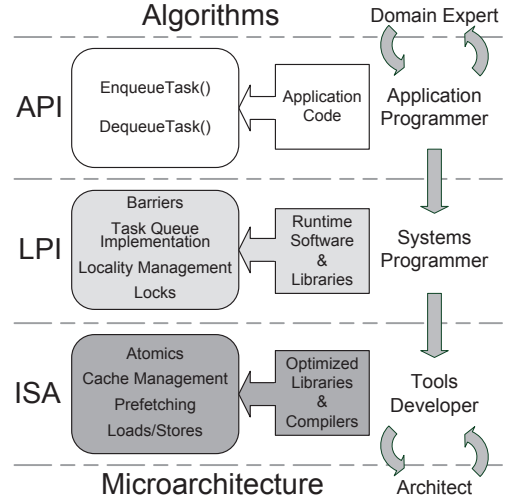 Algorithms
Domain Expert
API
EnqueueTask()
DequeueTask()
Application
Code
Application
Programmer
LPI
Barriers
Task Queue
Implementation
Locality Management
Locks
Runtime
Software
&
Libraries
Systems
Programmer
ISA
Atomics
Cache Management
Prefetching
Loads/Stores
Optimized
Libraries
&
Compilers
Tools
Developer
Microarchitecture
Architect